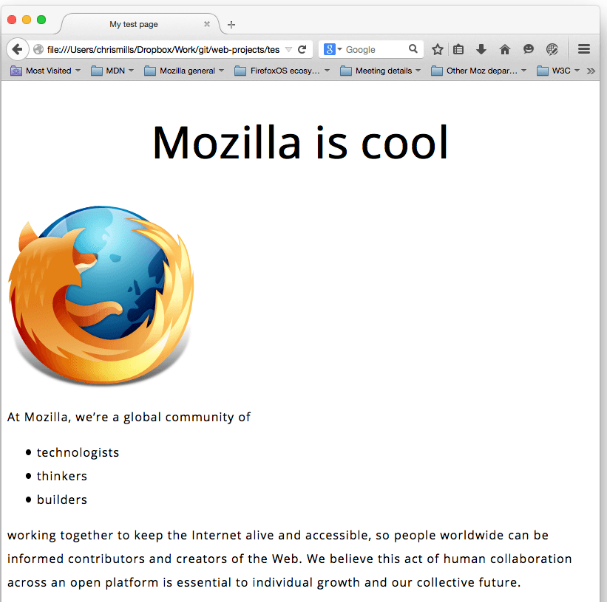 My test page
file:///Users/chrismills/Dropbox/Work/git/web-projects/tes
Google
Most Visited MDN Mozilla general FirefoxOS ecosy... Meeting details Other Moz depar... W3C
Mozilla is cool
At Mozilla, we're a global community of
technologists
thinkers
builders
working together to keep the Internet alive and accessible, so people worldwide can be
informed contributors and creators of the Web. We believe this act of human collaboration
across an open platform is essential to individual growth and our collective future.